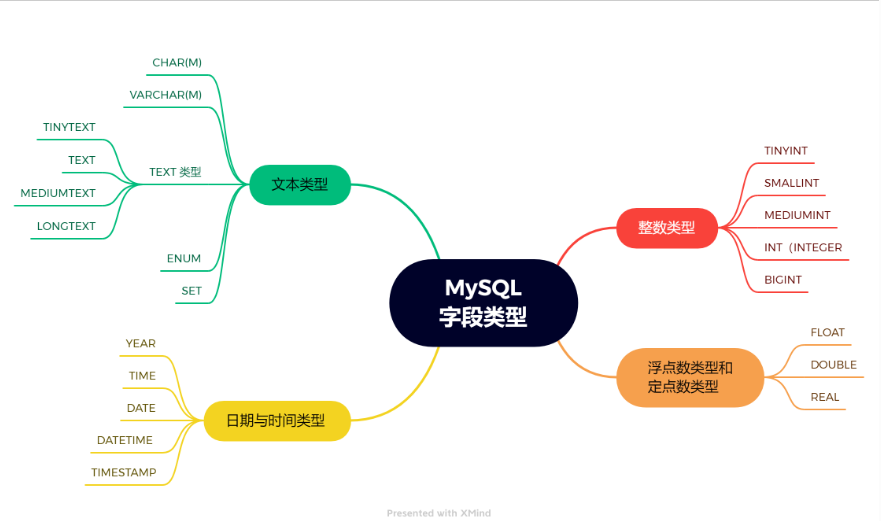 MySQL
字段类型
文本类型
CHAR(M)
VARCHAR(M)
TEXT 类型
TINYTEXT
TEXT
MEDIUMTEXT
LONGTEXT
ENUM
SET
日期与时间类型
YEAR
TIME
DATE
DATETIME
TIMESTAMP
整数类型
TINYINT
SMALLINT
MEDIUMINT
INT（INTEGER
BIGINT
浮点数类型和
定点数类型
FLOAT
DOUBLE
REAL
Presented with XMind